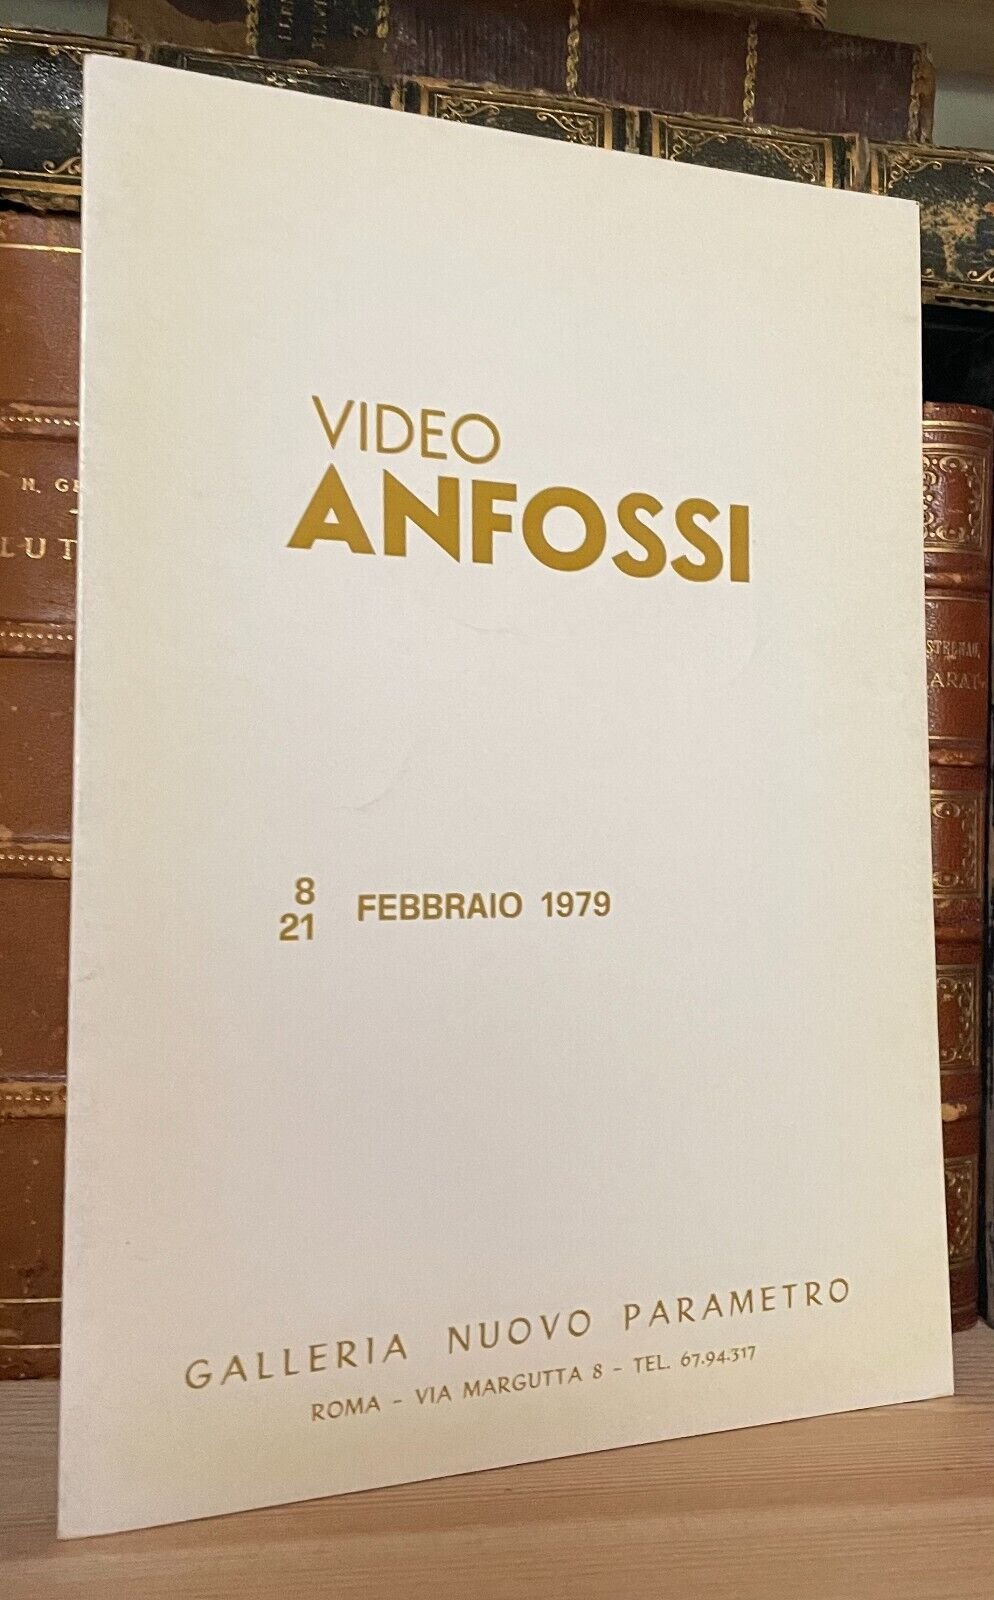 VIDEO
ANFOSSI
8
21 FEBBRAIO 1979
GALLERIA NUOVO PARAMETRO
ROMA - VIA MARGUTTA 8 - TEL. 67.94.317